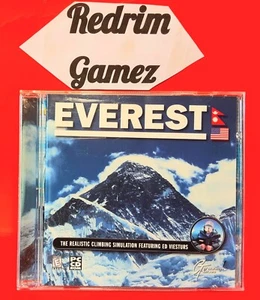 Redrim
Gamez
EVEREST
THE REALISTIC CLIMBING SIMULATION FEATURING ED VIESTURS
PC
CD